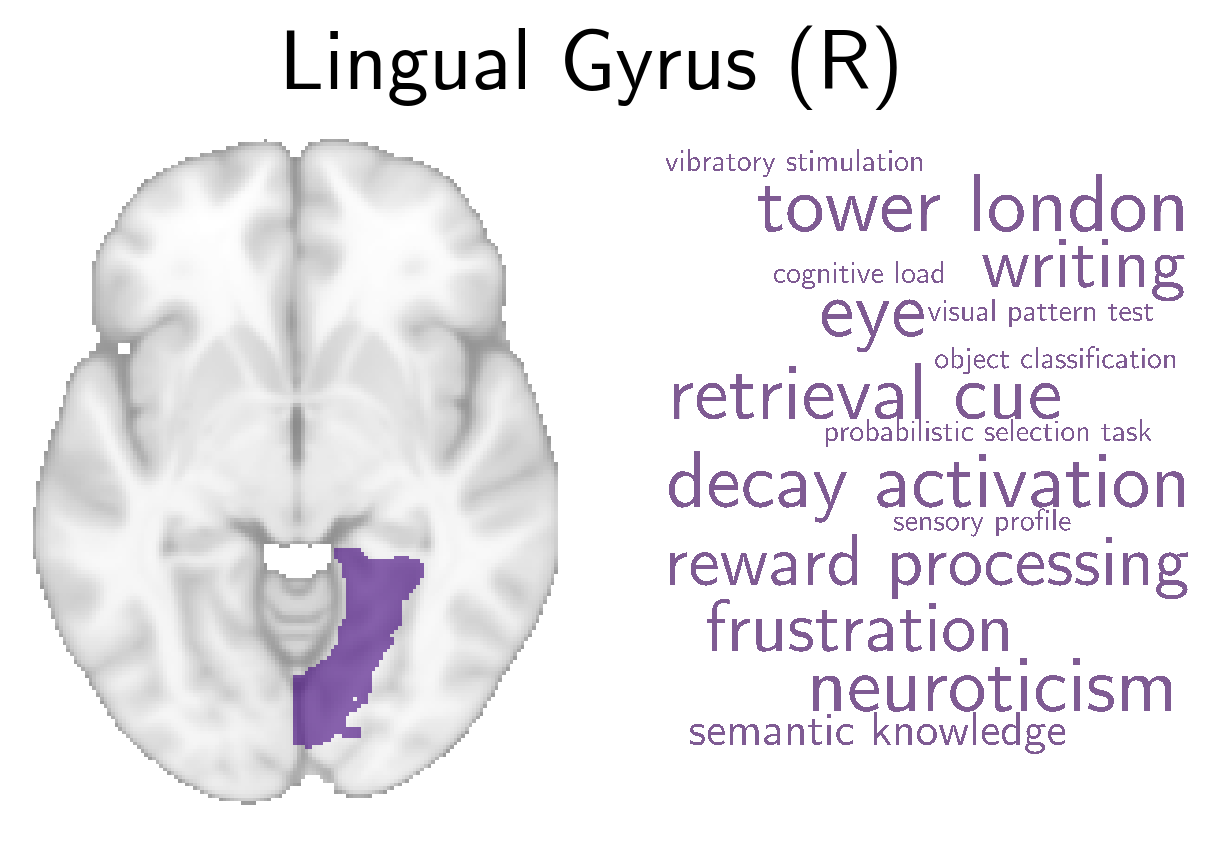 Lingual Gyrus (R)
vibratory stimulation
tower london
writing
cognitive load
eye
visual pattern test
object classification
retrieval cue
probabilistic selection task
decay activation
sensory profile
reward processing
frustration
neuroticism
semantic knowledge